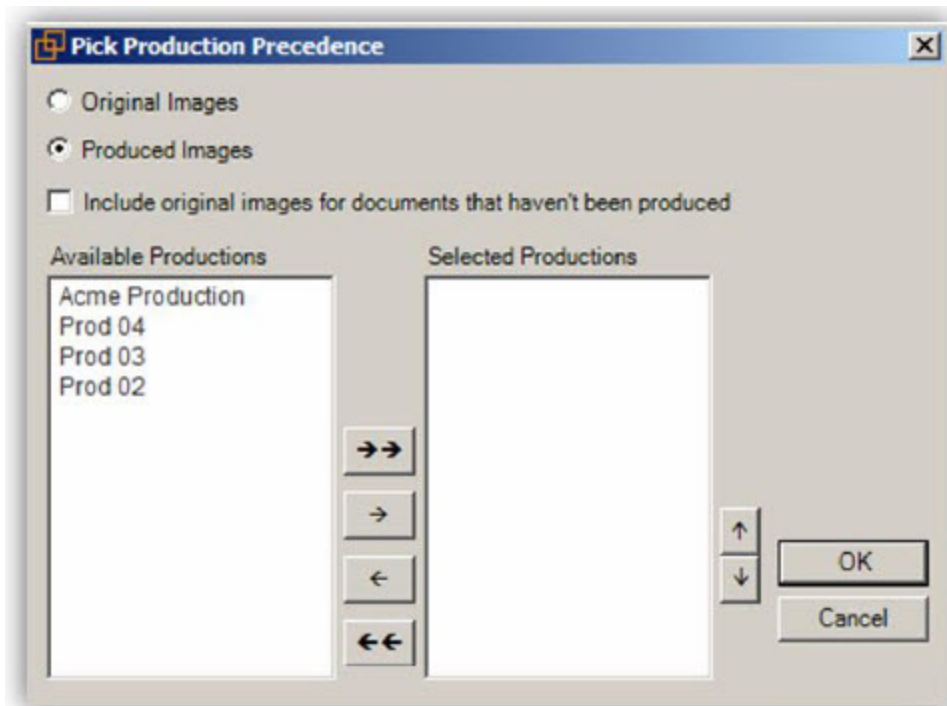 Pick Production Precedence
Original Images
Produced Images
Include original images for documents that haven't been produced
Available Productions
Selected Productions
Acme Production
Prod 04
Prod 03
Prod 02
OK
Cancel